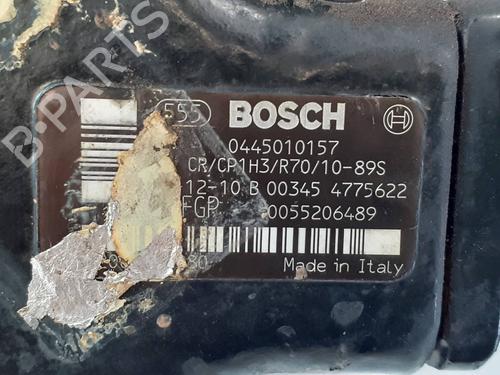 B-PARTS
555 BOSCH
0445010157
CR/CP1H3/R70/10-89S
12-10 B 00345 4775622
FGP 0055206489
Made in Italy